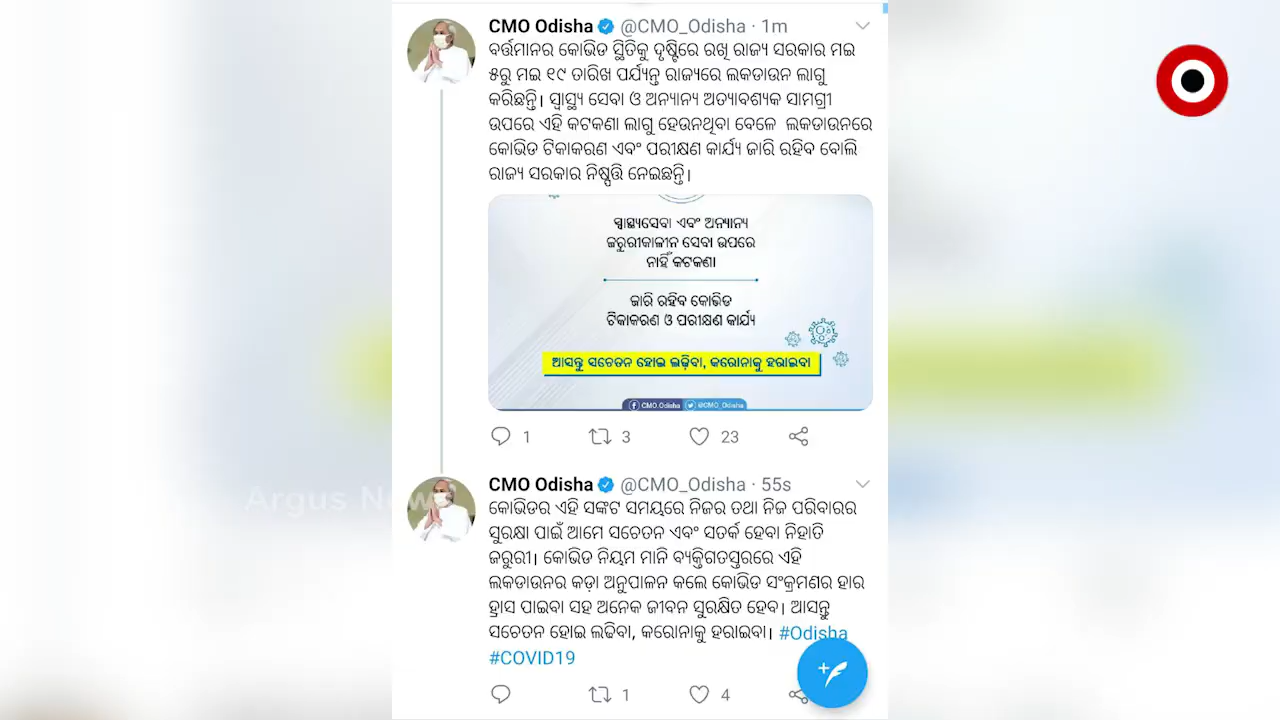 CMO Odisha @CMO_Odisha · 1m
ବର୍ତ୍ତମାନର କୋଭିଡ ସ୍ଥିତିକୁ ଦୃଷ୍ଟିରେ ରଖି ରାଜ୍ୟ ସରକାର ମଇ
୫ରୁ ମଇ ୧୯ ତାରିଖ ପର୍ଯ୍ୟନ୍ତ ରାଜ୍ୟରେ ଲକଡାଉନ ଲାଗୁ
କରିଛନ୍ତି। ସ୍ୱାସ୍ଥ୍ୟ ସେବା ଓ ଅନ୍ୟାନ୍ୟ ଅତ୍ୟାବଶ୍ୟକ ସାମଗ୍ରୀ
ଉପରେ ଏହି କଟକଣା ଲାଗୁ ହେଉନଥିବା ବେଳେ ଲକଡାଉନରେ
କୋଭିଡ ଟିକାକରଣ ଏବଂ ପରୀକ୍ଷଣ କାର୍ଯ୍ୟ ଜାରି ରହିବ ବୋଲି
ରାଜ୍ୟ ସରକାର ନିଷ୍ପତ୍ତି ନେଇଛନ୍ତି।
ସ୍ୱାସ୍ଥ୍ୟସେବା ଏବଂ ଅନ୍ୟାନ୍ୟ
ଜରୁରୀକାଳୀନ ସେବା ଉପରେ
ନାହିଁ କଟକଣା
ଜାରି ରହିବ କୋଭିଡ
ଟିକାକରଣ ଓ ପରୀକ୍ଷଣ କାର୍ଯ୍ୟ
ଆସନ୍ତୁ ସଚେତନ ହୋଇ ଲଢ଼ିବା, କରୋନାକୁ ହରାଇବା
CMO.Odisha @CMO_Odisha
1 3 23
CMO Odisha @CMO_Odisha · 55s
Argus News
କୋଭିଡର ଏହି ସଙ୍କଟ ସମୟରେ ନିଜର ତଥା ନିଜ ପରିବାରର
ସୁରକ୍ଷା ପାଇଁ ଆମେ ସଚେତନ ଏବଂ ସତର୍କ ହେବା ନିହାତି
ଜରୁରୀ। କୋଭିଡ ନିୟମ ମାନି ବ୍ୟକ୍ତିଗତସ୍ତରରେ ଏହି
ଲକଡାଉନର କଡ଼ା ଅନୁପାଳନ କଲେ କୋଭିଡ ସଂକ୍ରମଣର ହାର
ହ୍ରାସ ପାଇବା ସହ ଅନେକ ଜୀବନ ସୁରକ୍ଷିତ ହେବ। ଆସନ୍ତୁ
ସଚେତନ ହୋଇ ଲଢିବା, କରୋନାକୁ ହରାଇବା। #Odisha
#COVID19
1 4